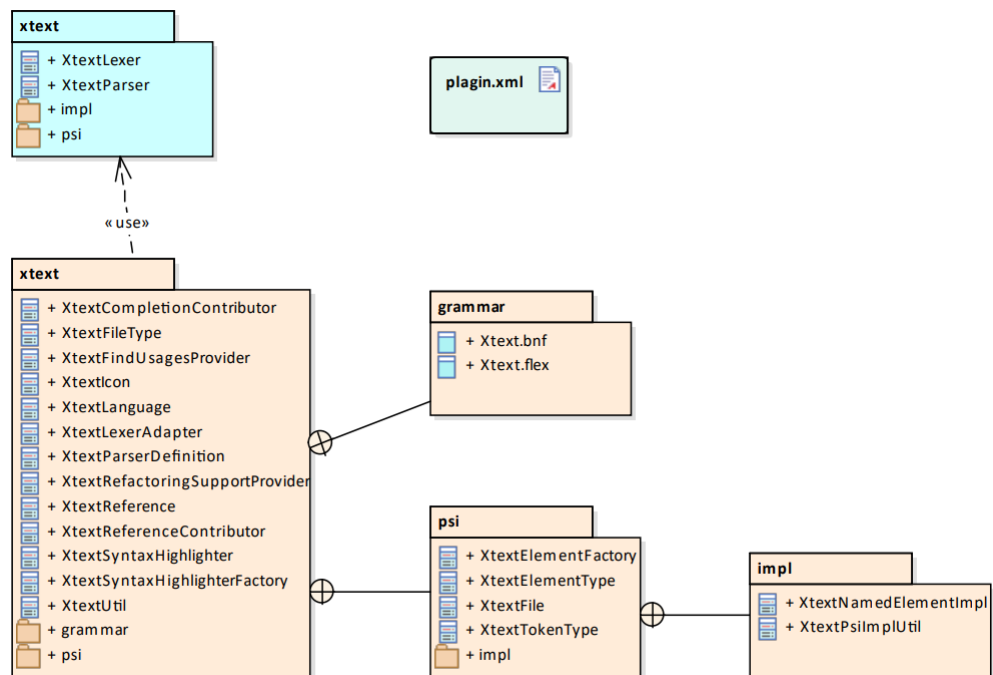 xtext
+ XtextLexer
+ XtextParser
+ impl
+ psi
plagin.xml
«use»
xtext
+ XtextCompletionContributor
+ XtextFileType
+ XtextFindUsagesProvider
+ XtextIcon
+ XtextLanguage
+ XtextLexerAdapter
+ XtextParserDefinition
+ XtextRefactoringSupportProvider
+ XtextReference
+ XtextReferenceContributor
+ XtextSyntaxHighlighter
+ XtextSyntaxHighlighterFactory
+ XtextUtil
+ grammar
+ psi
grammar
+ Xtext.bnf
+ Xtext.flex
psi
+ XtextElementFactory
+ XtextElementType
+ XtextFile
+ XtextTokenType
+ impl
impl
+ XtextNamedElementImpl
+ XtextPsiImplUtil